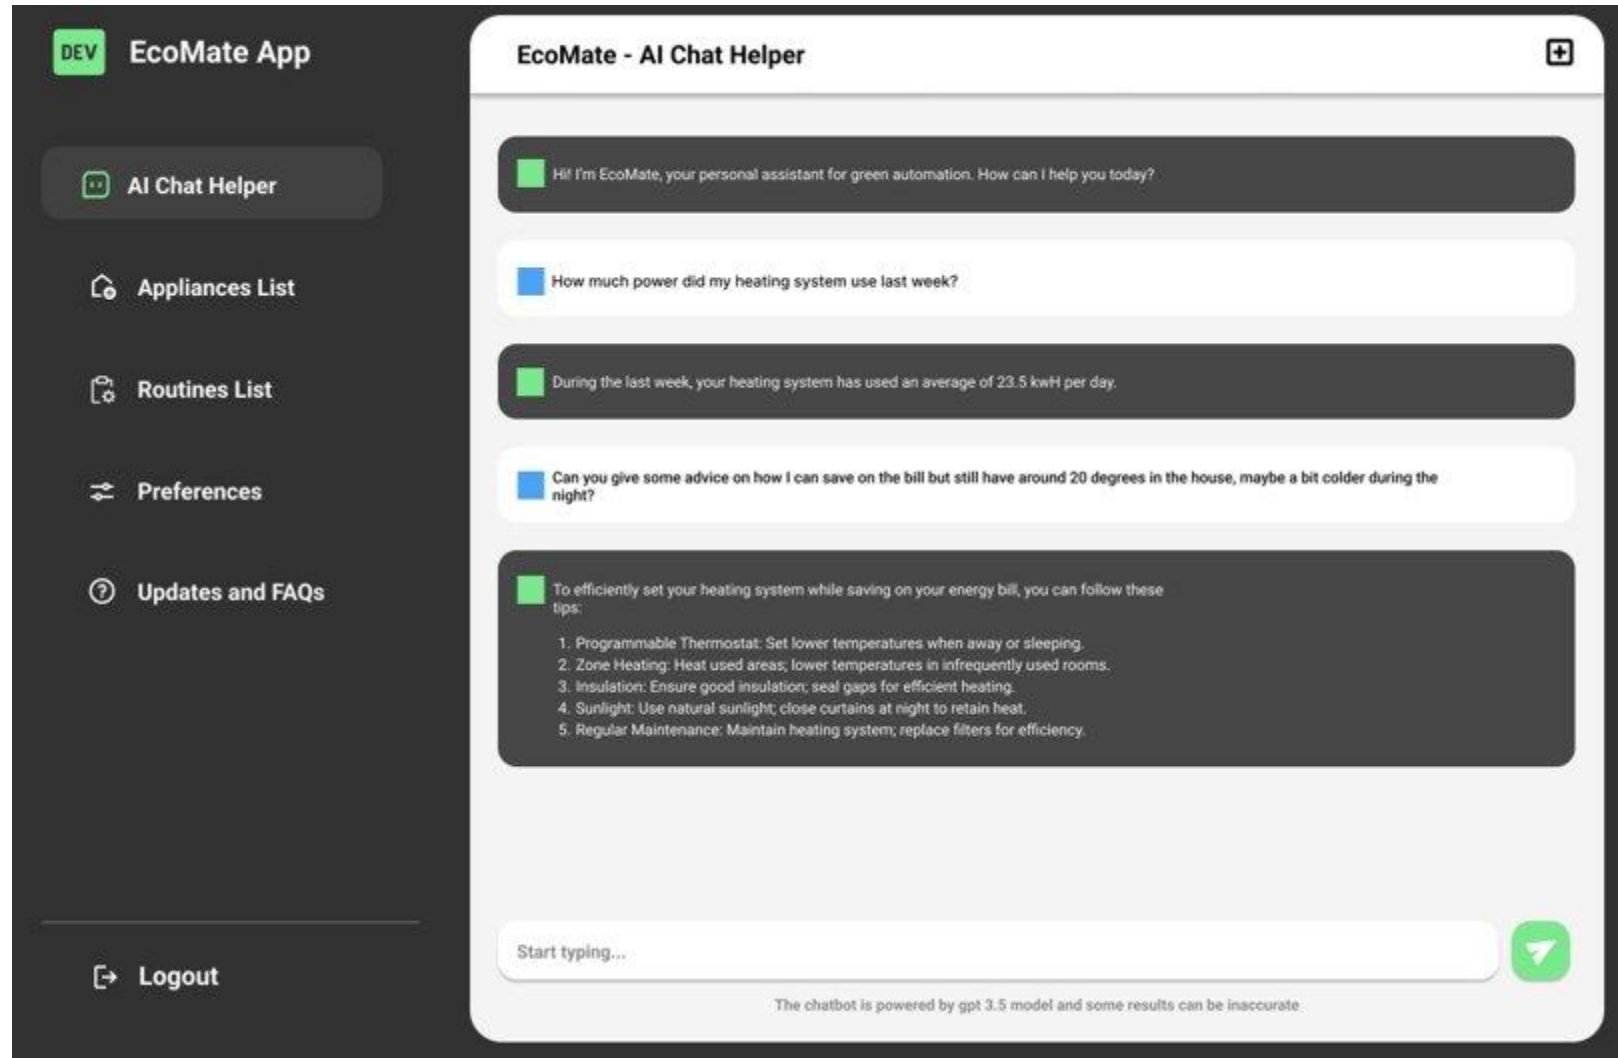 DEV
EcoMate App
AI Chat Helper
Appliances List
Routines List
Preferences
Updates and FAQs
Logout
EcoMate - AI Chat Helper
Hi! I'm EcoMate, your personal assistant for green automation. How can I help you today?
How much power did my heating system use last week?
During the last week, your heating system has used an average of 23.5 kwH per day.
Can you give some advice on how I can save on the bill but still have around 20 degrees in the house, maybe a bit colder during the
night?
To efficiently set your heating system while saving on your energy bill, you can follow these
tips:
1. Programmable Thermostat: Set lower temperatures when away or sleeping.
2. Zone Heating: Heat used areas; lower temperatures in infrequently used rooms.
3. Insulation: Ensure good insulation; seal gaps for efficient heating.
4. Sunlight: Use natural sunlight; close curtains at night to retain heat.
5. Regular Maintenance: Maintain heating system; replace filters for efficiency.
Start typing...
The chatbot is powered by gpt 3.5 model and some results can be inaccurate